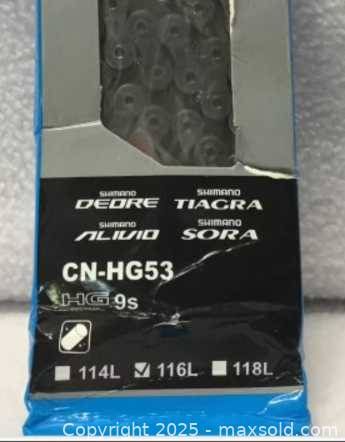 SHIMANO SHIMANO
DEORE TIAGRA
SHIMANO SHIMANO
ALIVIO SORA
CN-HG53
HG 9s
114L 116L 118L
Copyright 2025 - maxsold.com